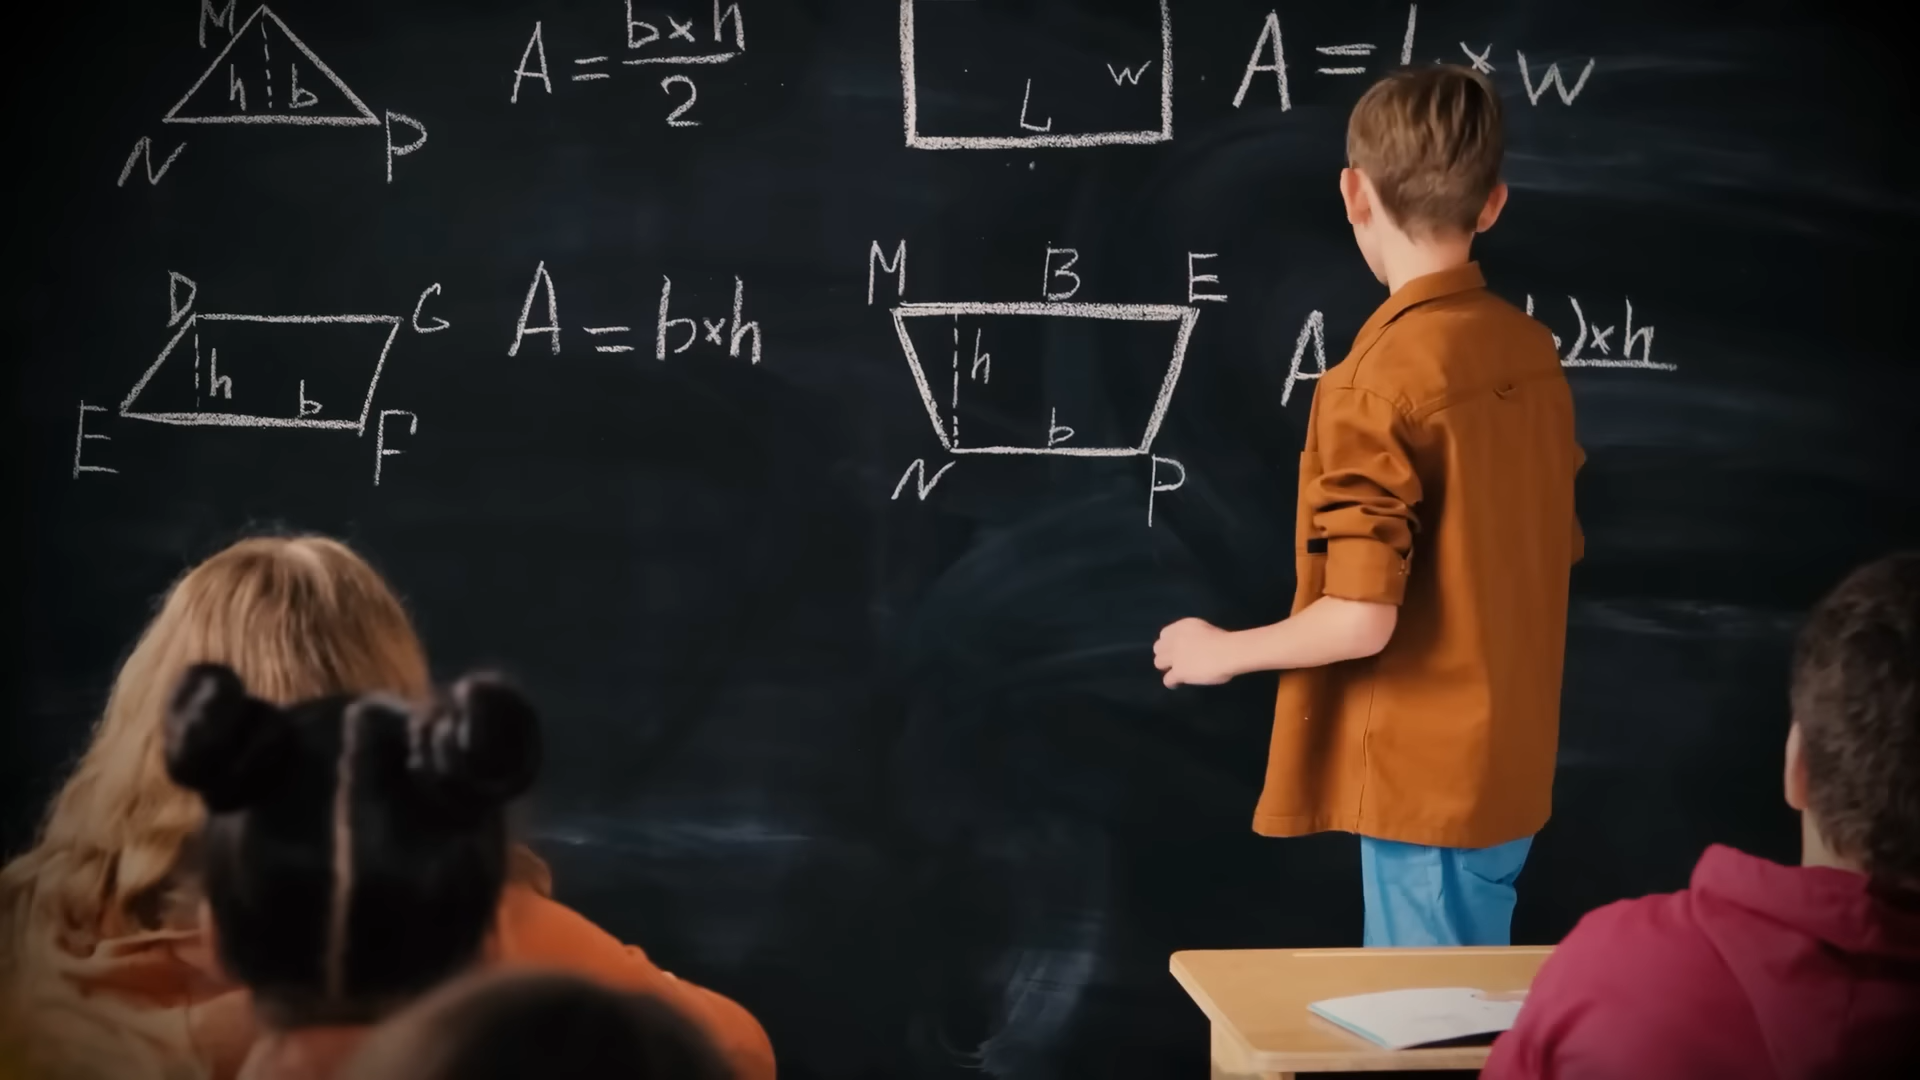 M
h b
N P
A = b×h
2
w
L
A = L × w
D G
h b
E F
A = b×h
M B E
h
b
N P
A )×h